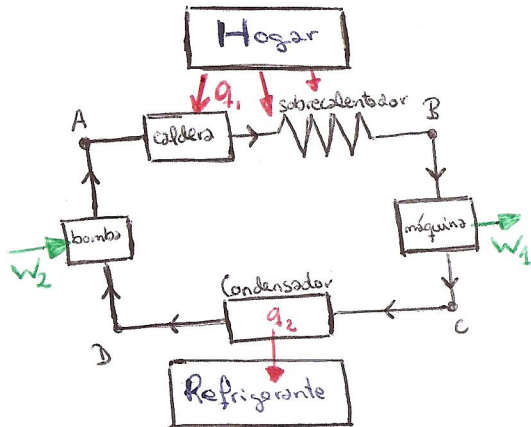 Hogar
q1
sobrecalentador
A
caldera
B
bomba
máquina
W2
W1
Condensador
q2
C
D
Refrigerante